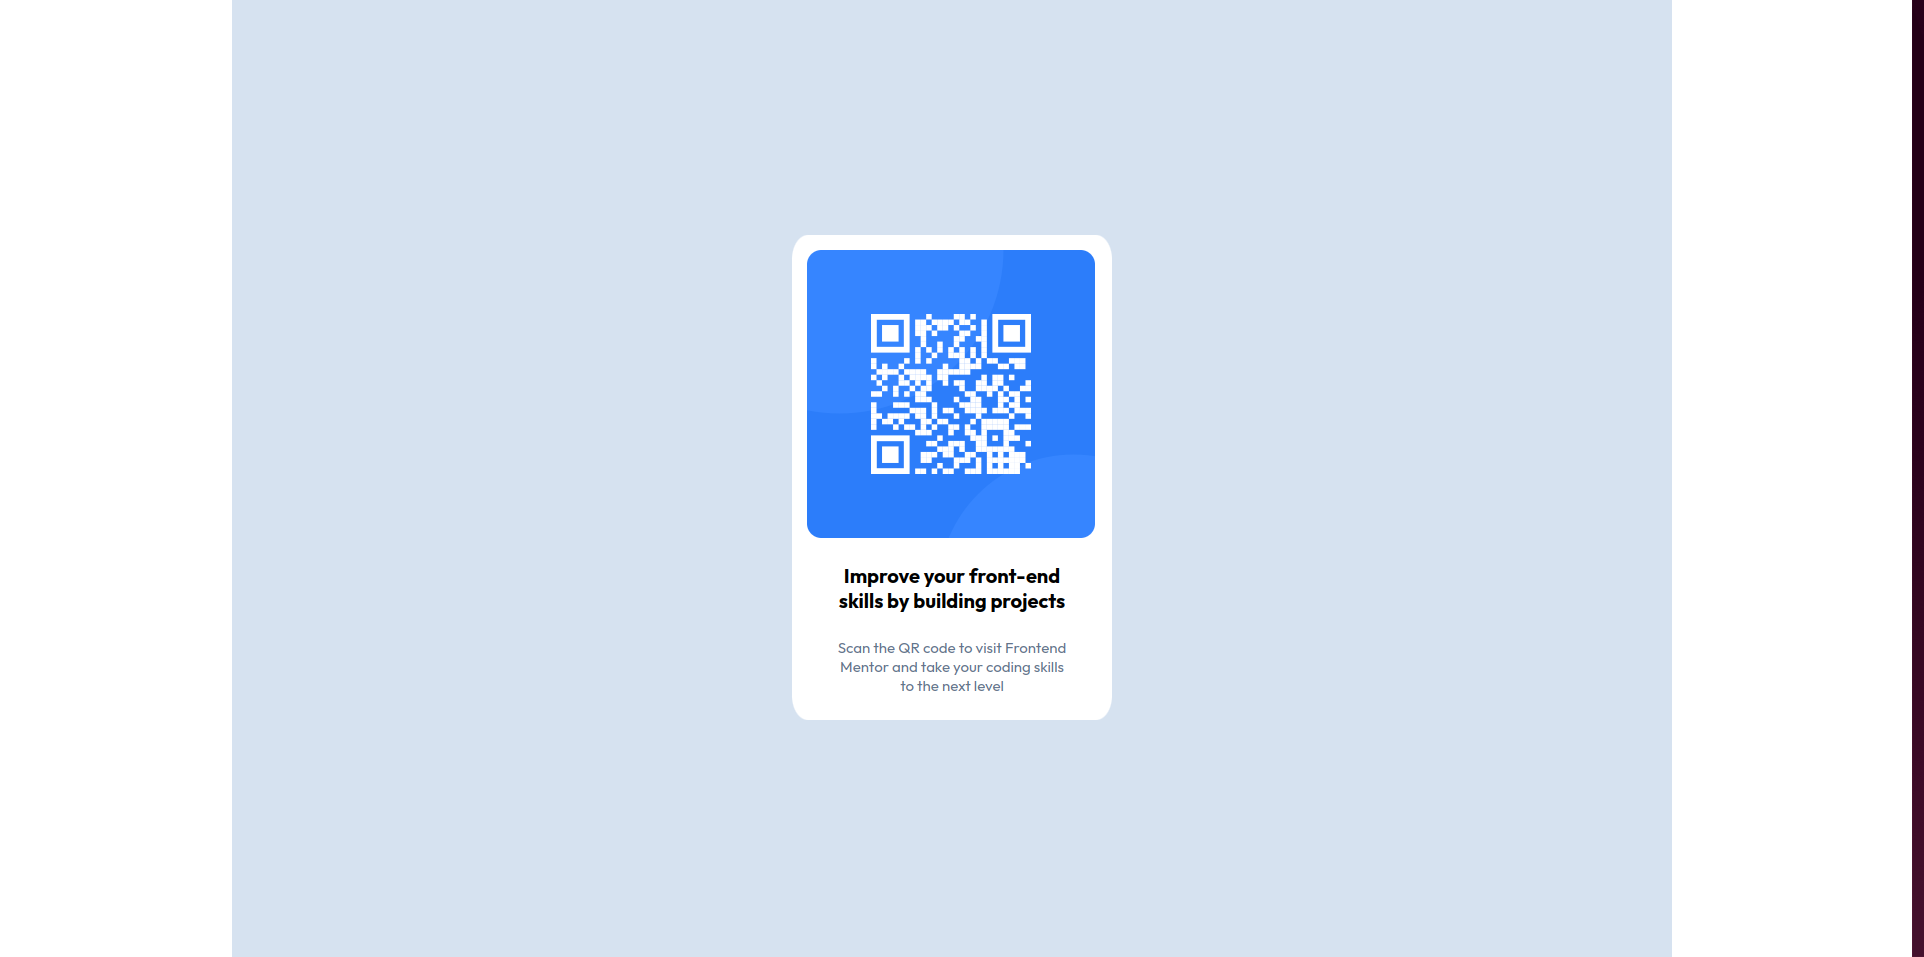 Improve your front-end
skills by building projects
Scan the QR code to visit Frontend
Mentor and take your coding skills
to the next level